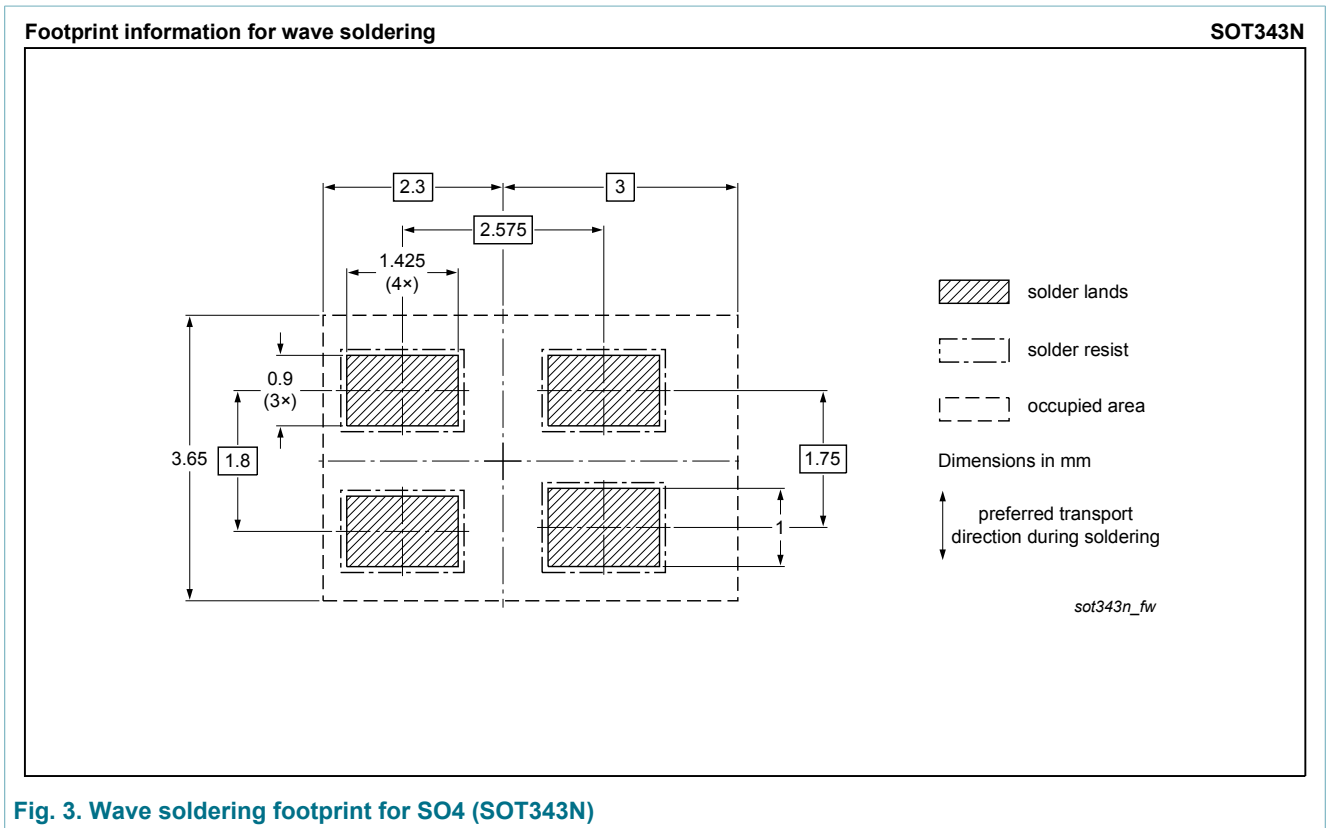 Footprint information for wave soldering
SOT343N
2.3
3
2.575
1.425
(4×)
0.9
(3×)
3.65
1.8
1.75
1
solder lands
solder resist
occupied area
Dimensions in mm
preferred transport
direction during soldering
sot343n_fw
Fig. 3. Wave soldering footprint for SO4 (SOT343N)